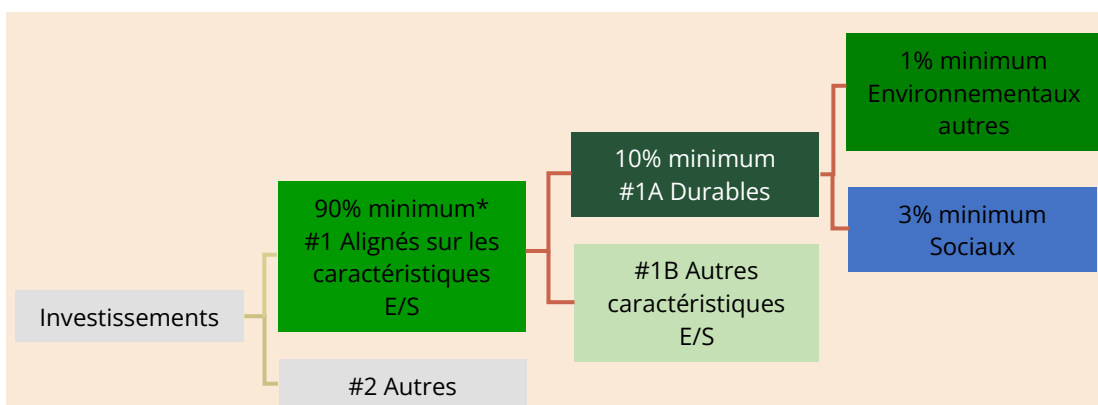 Investissements
90% minimum*
#1 Alignés sur les
caractéristiques
E/S
#2 Autres
10% minimum
#1A Durables
#1B Autres
caractéristiques
E/S
1% minimum
Environnementaux
autres
3% minimum
Sociaux